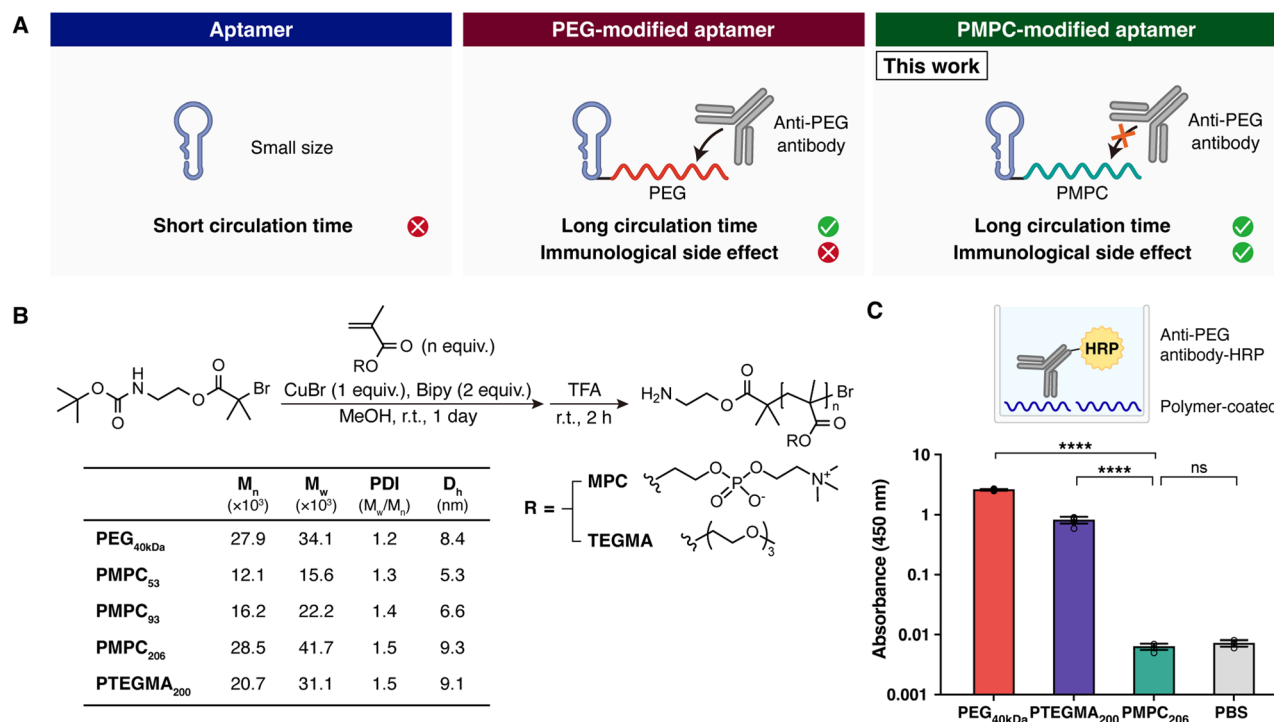 A
Aptamer
Small size
Short circulation time
PEG-modified aptamer
Anti-PEG
antibody
PEG
Long circulation time
Immunological side effect
PMPC-modified aptamer
This work
Anti-PEG
antibody
PMPC
Long circulation time
Immunological side effect
B
O
N
H
O
O
O
Br
RO
O
(n equiv.)
CuBr (1 equiv.), Bipy (2 equiv.)
MeOH, r.t., 1 day
TFA
r.t., 2 h
H₂N
O
O
Br
n
RO
O
Mn Mw PDI Dh
(×10³) (×10³) (Mw/Mn) (nm)
PEG40kDa 27.9 34.1 1.2 8.4
PMPC53 12.1 15.6 1.3 5.3
PMPC93 16.2 22.2 1.4 6.6
PMPC206 28.5 41.7 1.5 9.3
PTEGMA200 20.7 31.1 1.5 9.1
R =
MPC
O
P
O
O
O⁻
N⁺
TEGMA
O
3
C
HRP
Anti-PEG
antibody-HRP
Polymer-coated
Absorbance (450 nm)
10
1
0.1
0.01
0.001
****
****
ns
PEG40kDa PTEGMA200 PMPC206 PBS